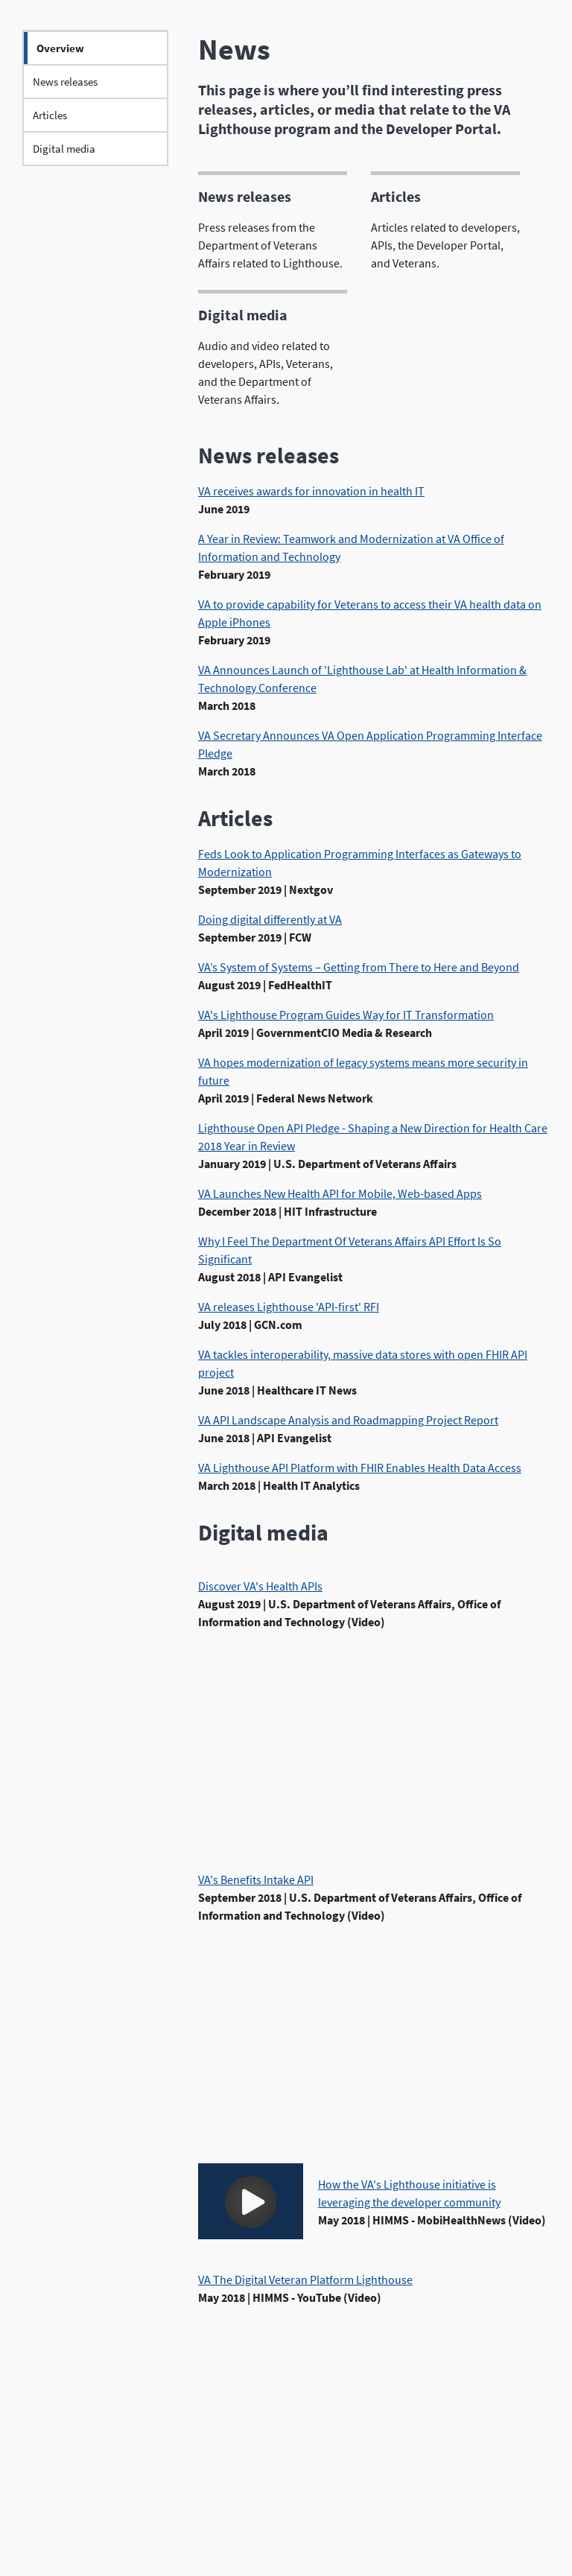 Overview
News releases
Articles
Digital media
News
This page is where you’ll find interesting press
releases, articles, or media that relate to the VA
Lighthouse program and the Developer Portal.
News releases
Press releases from the
Department of Veterans
Affairs related to Lighthouse.
Articles
Articles related to developers,
APIs, the Developer Portal,
and Veterans.
Digital media
Audio and video related to
developers, APIs, Veterans,
and the Department of
Veterans Affairs.
News releases
VA receives awards for innovation in health IT
June 2019
A Year in Review: Teamwork and Modernization at VA Office of
Information and Technology
February 2019
VA to provide capability for Veterans to access their VA health data on
Apple iPhones
February 2019
VA Announces Launch of 'Lighthouse Lab' at Health Information &
Technology Conference
March 2018
VA Secretary Announces VA Open Application Programming Interface
Pledge
March 2018
Articles
Feds Look to Application Programming Interfaces as Gateways to
Modernization
September 2019 | Nextgov
Doing digital differently at VA
September 2019 | FCW
VA’s System of Systems – Getting from There to Here and Beyond
August 2019 | FedHealthIT
VA's Lighthouse Program Guides Way for IT Transformation
April 2019 | GovernmentCIO Media & Research
VA hopes modernization of legacy systems means more security in
future
April 2019 | Federal News Network
Lighthouse Open API Pledge - Shaping a New Direction for Health Care
2018 Year in Review
January 2019 | U.S. Department of Veterans Affairs
VA Launches New Health API for Mobile, Web-based Apps
December 2018 | HIT Infrastructure
Why I Feel The Department Of Veterans Affairs API Effort Is So
Significant
August 2018 | API Evangelist
VA releases Lighthouse 'API-first' RFI
July 2018 | GCN.com
VA tackles interoperability, massive data stores with open FHIR API
project
June 2018 | Healthcare IT News
VA API Landscape Analysis and Roadmapping Project Report
June 2018 | API Evangelist
VA Lighthouse API Platform with FHIR Enables Health Data Access
March 2018 | Health IT Analytics
Digital media
Discover VA's Health APIs
August 2019 | U.S. Department of Veterans Affairs, Office of
Information and Technology (Video)
VA's Benefits Intake API
September 2018 | U.S. Department of Veterans Affairs, Office of
Information and Technology (Video)
How the VA's Lighthouse initiative is
leveraging the developer community
May 2018 | HIMMS - MobiHealthNews (Video)
VA The Digital Veteran Platform Lighthouse
May 2018 | HIMMS - YouTube (Video)